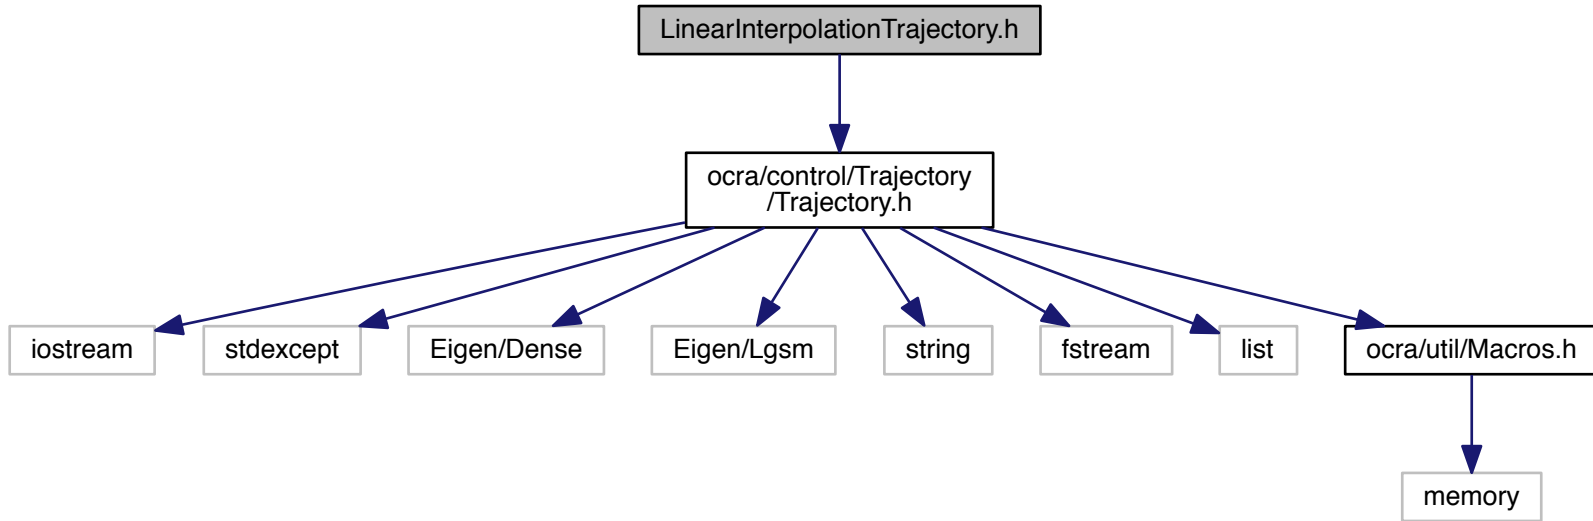 LinearInterpolationTrajectory.h
ocra/control/Trajectory
/Trajectory.h
iostream
stdexcept
Eigen/Dense
Eigen/Lgsm
string
fstream
list
ocra/util/Macros.h
memory